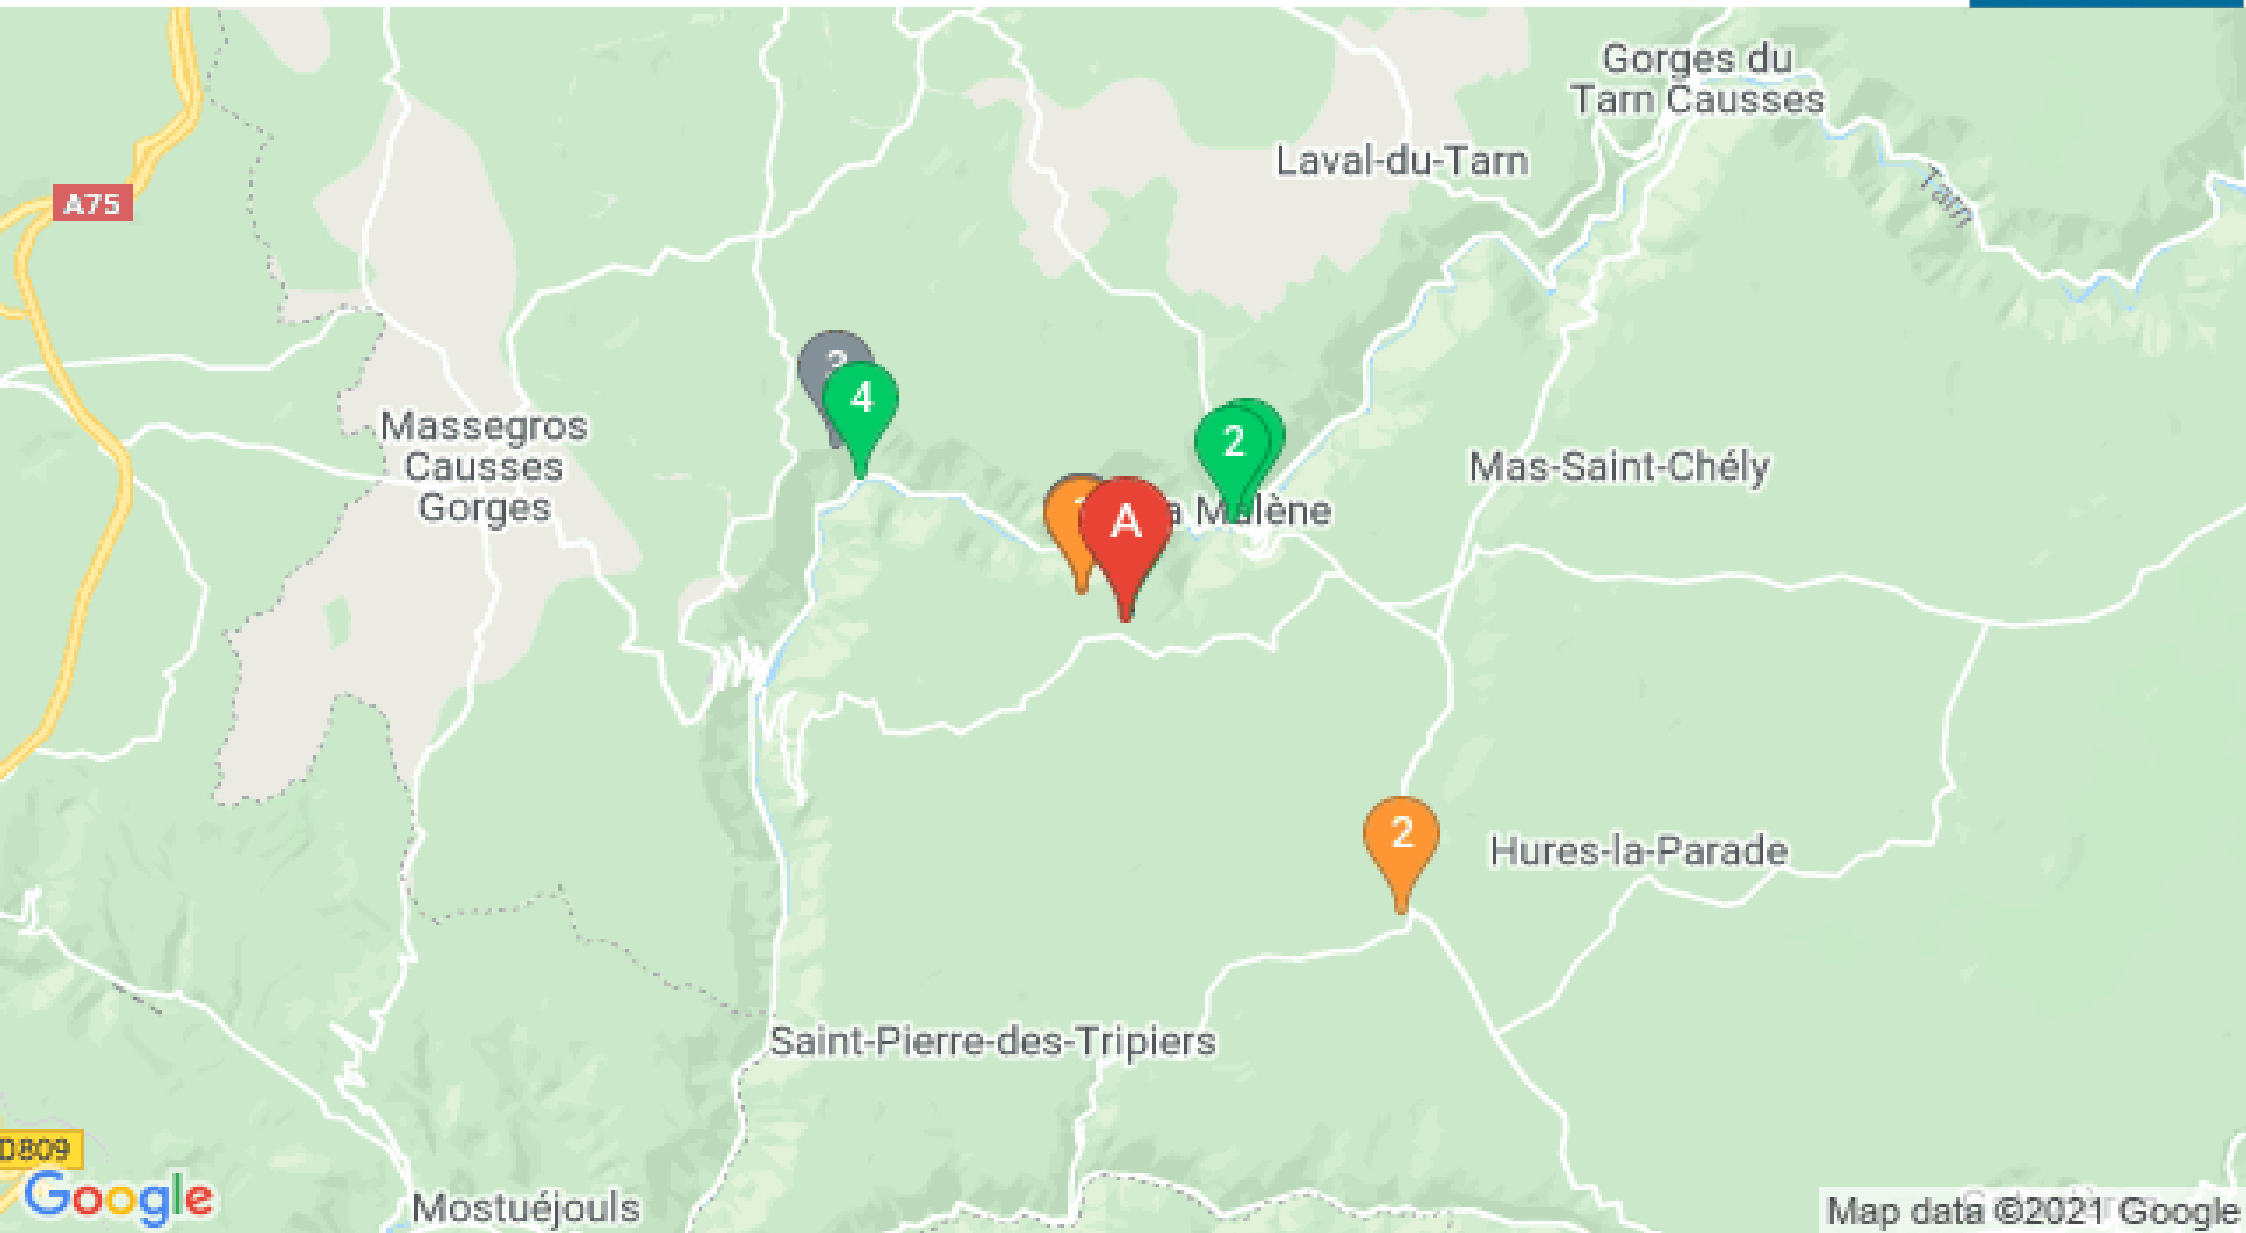 Gorges du
Tarn Causses
Laval-du-Tarn
Tarn
A75
4
Massegros
Causses
Gorges
2
Mas-Saint-Chély
A
Malène
2
Hures-la-Parade
Saint-Pierre-des-Tripiers
D809
Google
Mostuéjouls
Map data ©2021 Google